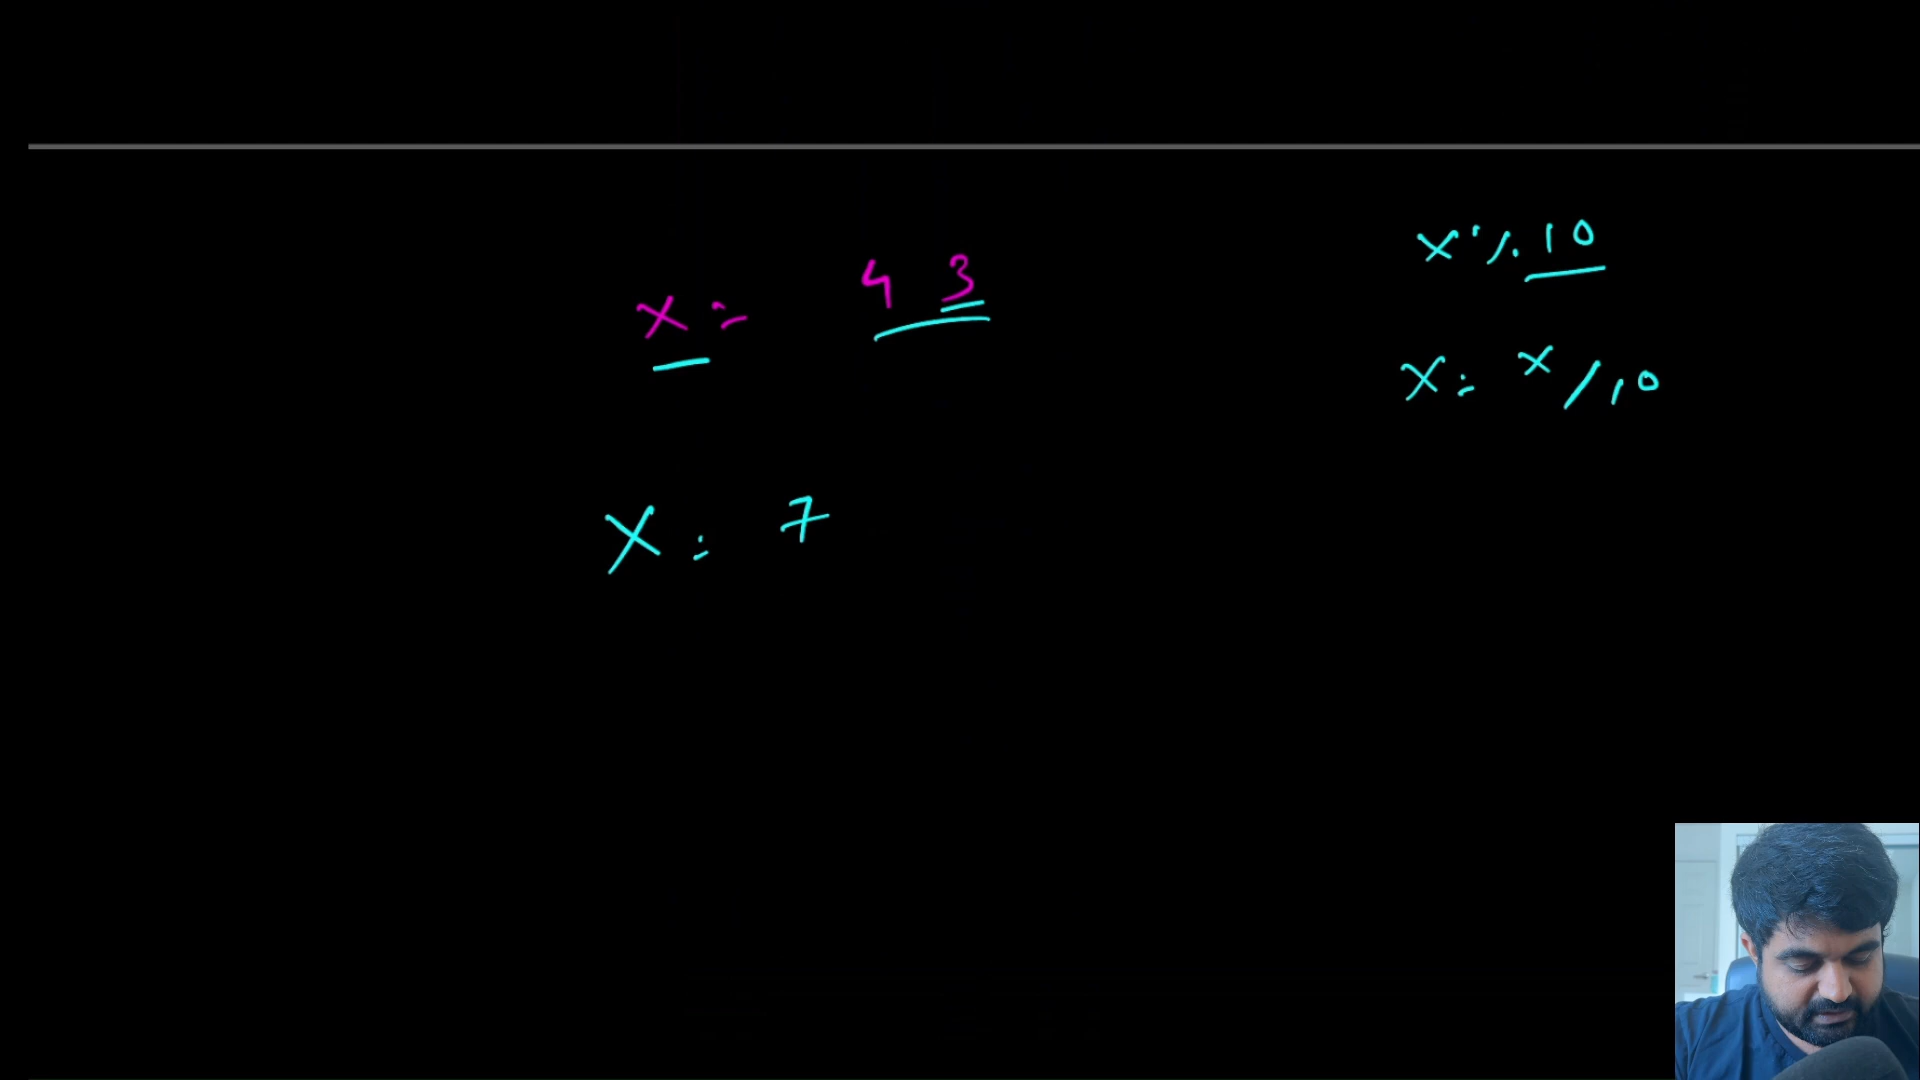 x = 43
x % 10
x = x / 10
x = 7